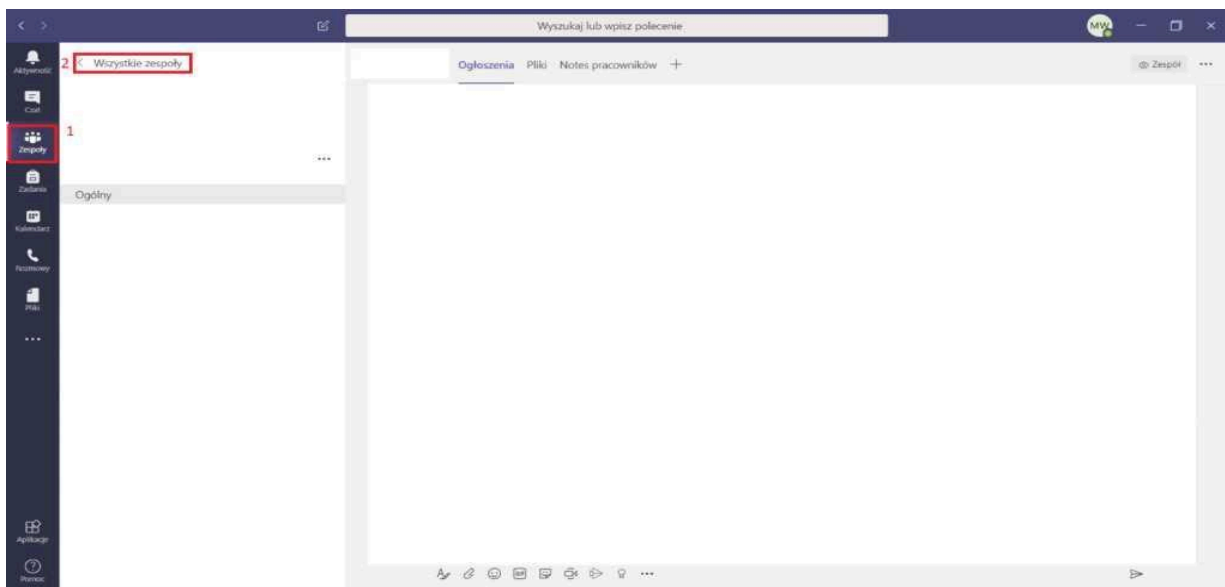 Wyszukaj lub wpisz polecenie
MW
Aktywność
Czat
Zespoły
Zadania
Kalendarz
Rozmowy
Pliki
Aplikacje
Pomoc
2
< Wszystkie zespoły
1
Ogólny
Ogłoszenia Pliki Notes pracowników +
Zespół
GIF